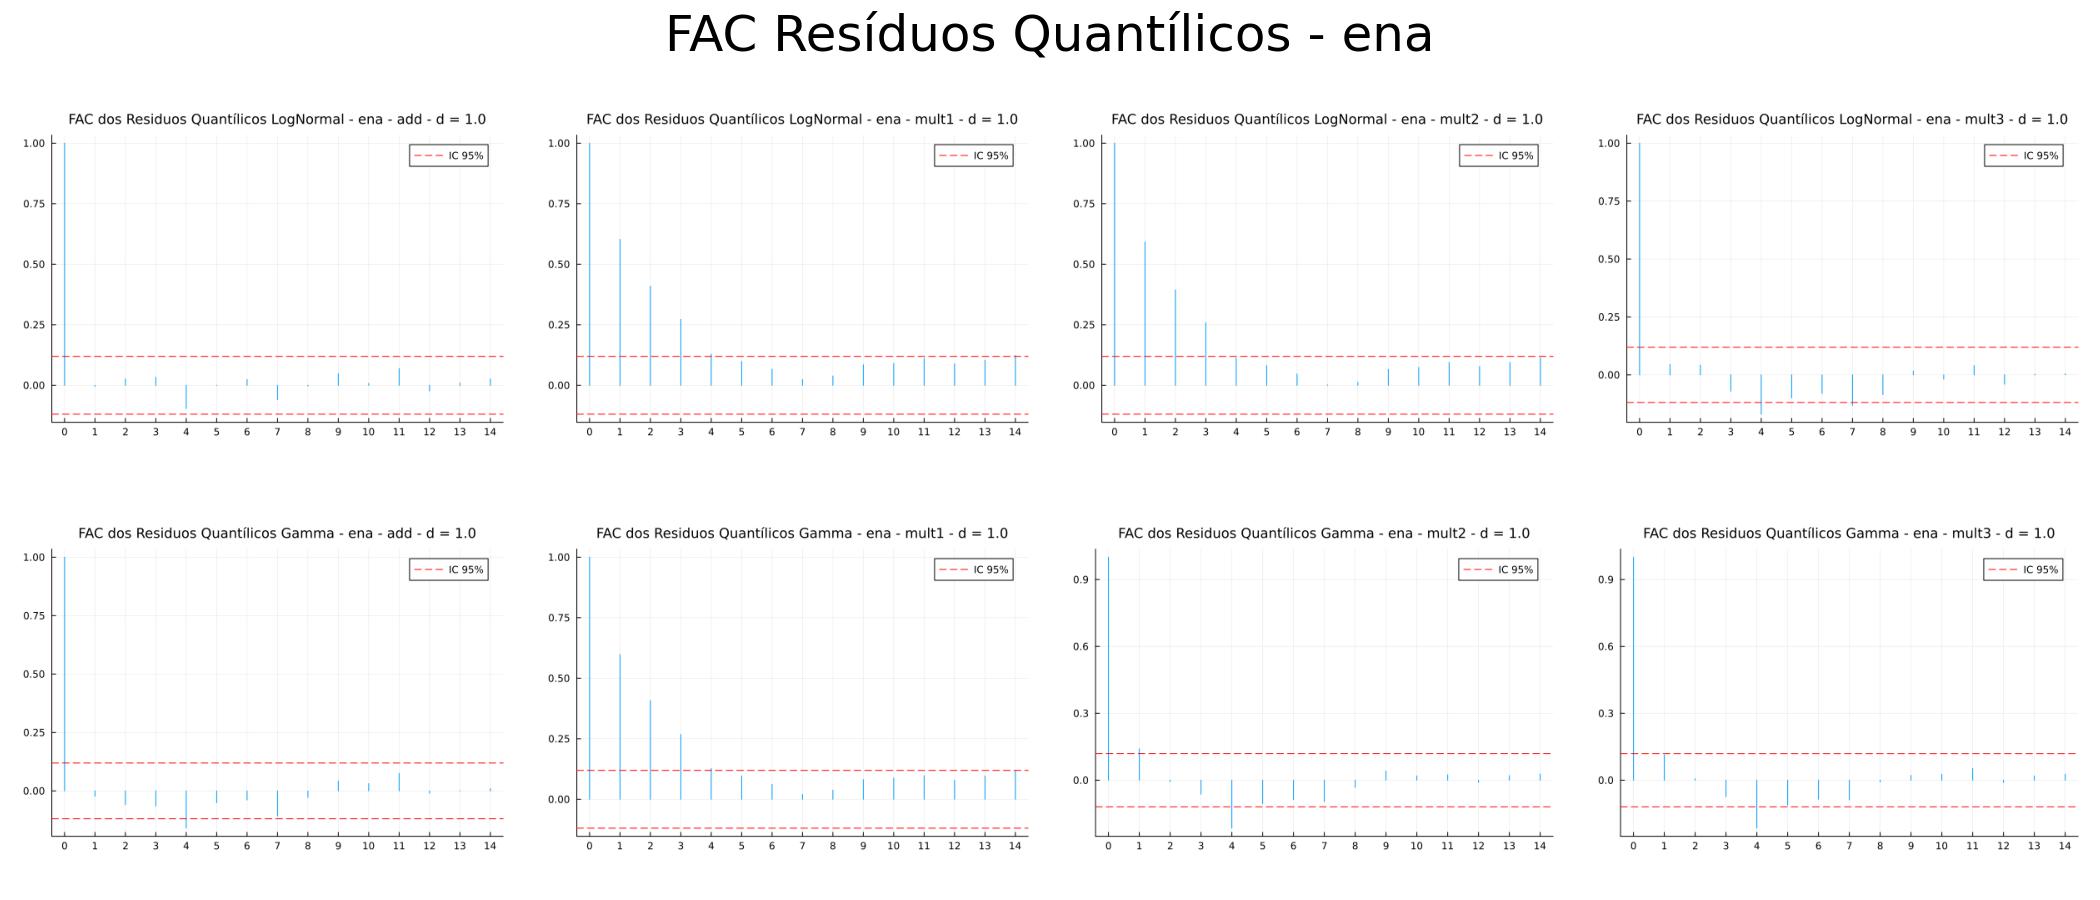 FAC Resíduos Quantílicos - ena
FAC dos Residuos Quantílicos LogNormal - ena - add - d = 1.0
1.00
0.75
0.50
0.25
0.00
IC 95%
0 1 2 3 4 5 6 7 8 9 10 11 12 13 14
FAC dos Residuos Quantílicos LogNormal - ena - mult1 - d = 1.0
1.00
0.75
0.50
0.25
0.00
IC 95%
0 1 2 3 4 5 6 7 8 9 10 11 12 13 14
FAC dos Residuos Quantílicos LogNormal - ena - mult2 - d = 1.0
1.00
0.75
0.50
0.25
0.00
IC 95%
0 1 2 3 4 5 6 7 8 9 10 11 12 13 14
FAC dos Residuos Quantílicos LogNormal - ena - mult3 - d = 1.0
1.00
0.75
0.50
0.25
0.00
IC 95%
0 1 2 3 4 5 6 7 8 9 10 11 12 13 14
FAC dos Residuos Quantílicos Gamma - ena - add - d = 1.0
1.00
0.75
0.50
0.25
0.00
IC 95%
0 1 2 3 4 5 6 7 8 9 10 11 12 13 14
FAC dos Residuos Quantílicos Gamma - ena - mult1 - d = 1.0
1.00
0.75
0.50
0.25
0.00
IC 95%
0 1 2 3 4 5 6 7 8 9 10 11 12 13 14
FAC dos Residuos Quantílicos Gamma - ena - mult2 - d = 1.0
0.9
0.6
0.3
0.0
IC 95%
0 1 2 3 4 5 6 7 8 9 10 11 12 13 14
FAC dos Residuos Quantílicos Gamma - ena - mult3 - d = 1.0
0.9
0.6
0.3
0.0
IC 95%
0 1 2 3 4 5 6 7 8 9 10 11 12 13 14